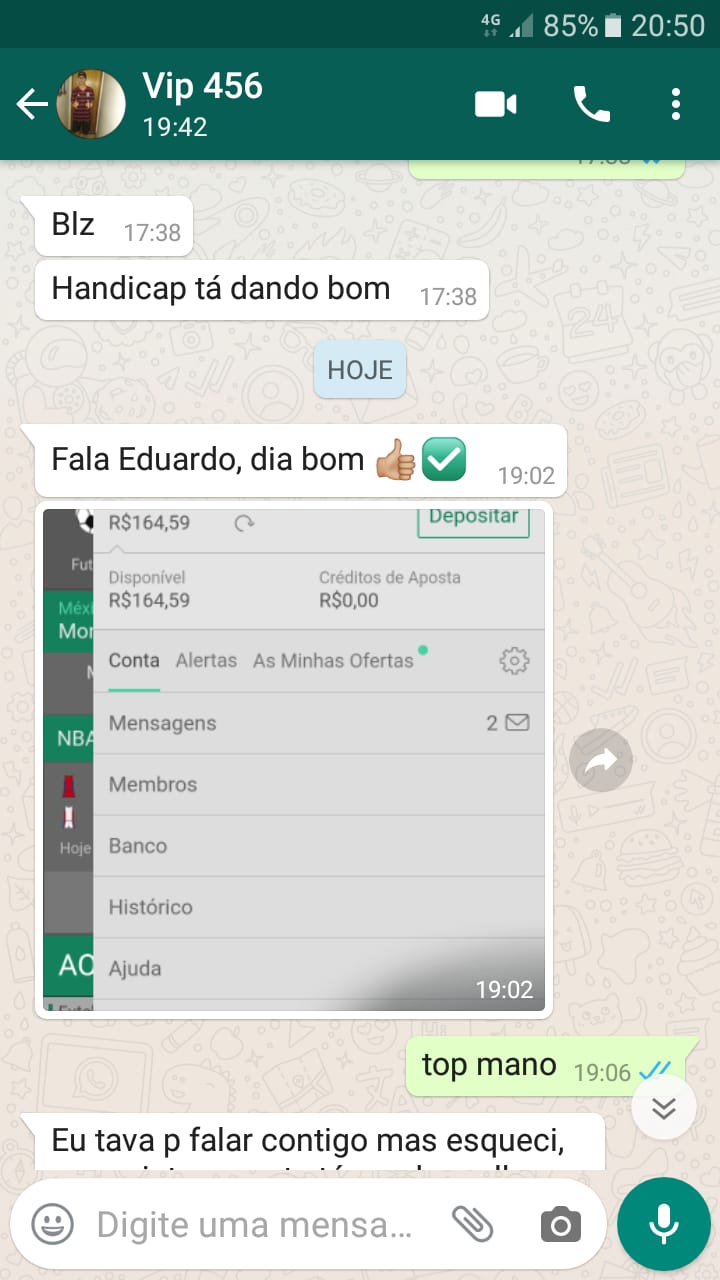 4G 85% 20:50
Vip 456
19:42
Blz 17:38
Handicap tá dando bom 17:38
HOJE
Fala Eduardo, dia bom 👍🏼✅ 19:02
R$164,59 Depositar
Fut
Disponível Créditos de Aposta
R$164,59 R$0,00
Méxi
Mor
Conta Alertas As Minhas Ofertas
Mensagens 2
NBA
Membros
Hoje Banco
Histórico
AC Ajuda
19:02
top mano 19:06
Eu tava p falar contigo mas esqueci,
Digite uma mensa...